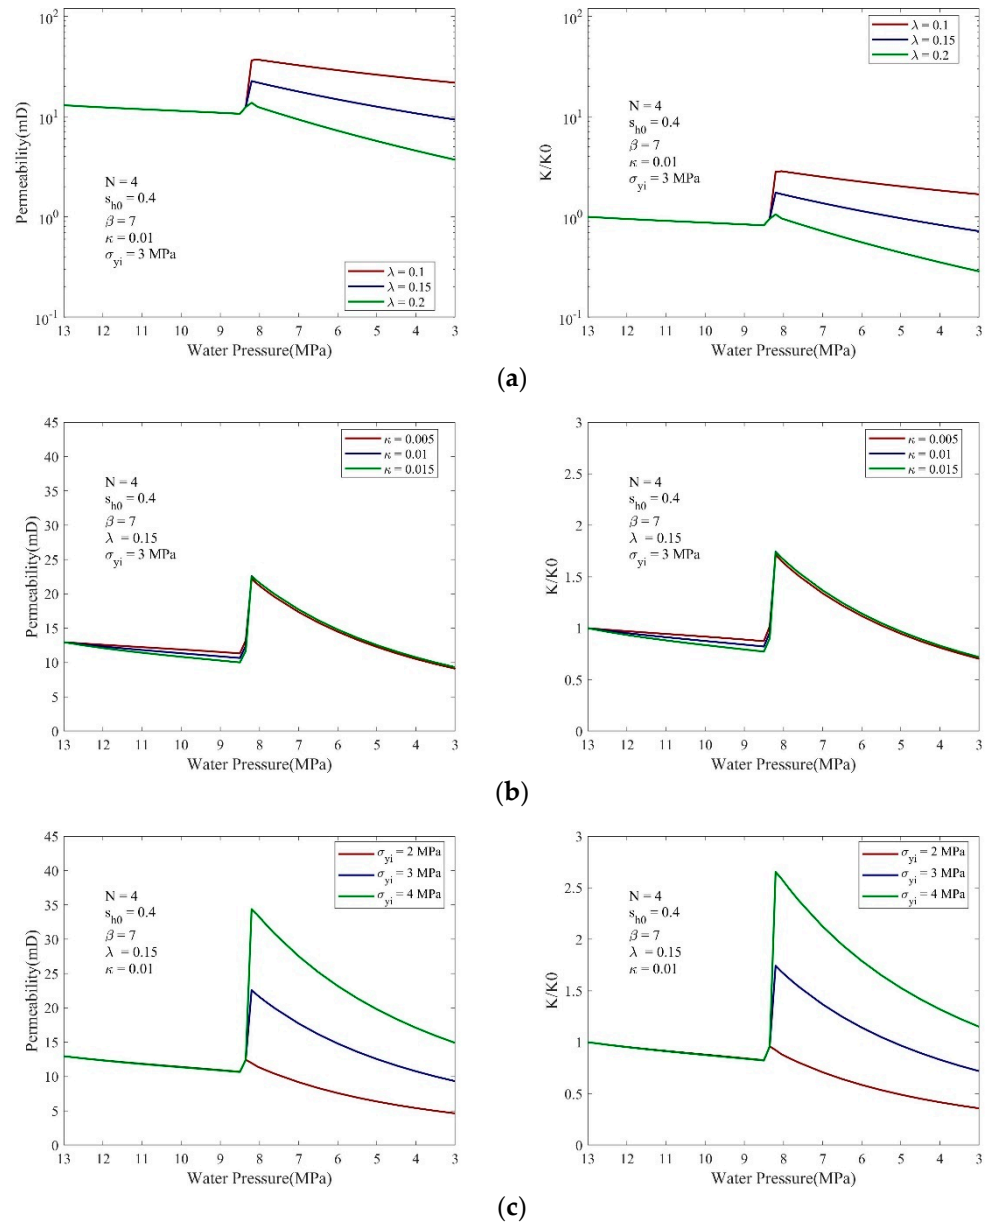 10²
10¹
10⁰
10⁻¹
Permeability(mD)
λ = 0.1
λ = 0.15
λ = 0.2
N = 4
s_h0 = 0.4
β = 7
κ = 0.01
σ_yi = 3 MPa
13 12 11 10 9 8 7 6 5 4 3
Water Pressure(MPa)
10²
10¹
10⁰
10⁻¹
K/K0
λ = 0.1
λ = 0.15
λ = 0.2
N = 4
s_h0 = 0.4
β = 7
κ = 0.01
σ_yi = 3 MPa
13 12 11 10 9 8 7 6 5 4 3
Water Pressure(MPa)
(a)
45
40
35
30
25
20
15
10
5
0
Permeability(mD)
κ = 0.005
κ = 0.01
κ = 0.015
N = 4
s_h0 = 0.4
β = 7
λ = 0.15
σ_yi = 3 MPa
13 12 11 10 9 8 7 6 5 4 3
Water Pressure(MPa)
3
2.5
2
1.5
1
0.5
0
K/K0
κ = 0.005
κ = 0.01
κ = 0.015
N = 4
s_h0 = 0.4
β = 7
λ = 0.15
σ_yi = 3 MPa
13 12 11 10 9 8 7 6 5 4 3
Water Pressure(MPa)
(b)
45
40
35
30
25
20
15
10
5
0
Permeability(mD)
σ_yi = 2 MPa
σ_yi = 3 MPa
σ_yi = 4 MPa
N = 4
s_h0 = 0.4
β = 7
λ = 0.15
κ = 0.01
13 12 11 10 9 8 7 6 5 4 3
Water Pressure(MPa)
3
2.5
2
1.5
1
0.5
0
K/K0
σ_yi = 2 MPa
σ_yi = 3 MPa
σ_yi = 4 MPa
N = 4
s_h0 = 0.4
β = 7
λ = 0.15
κ = 0.01
13 12 11 10 9 8 7 6 5 4 3
Water Pressure(MPa)
(c)